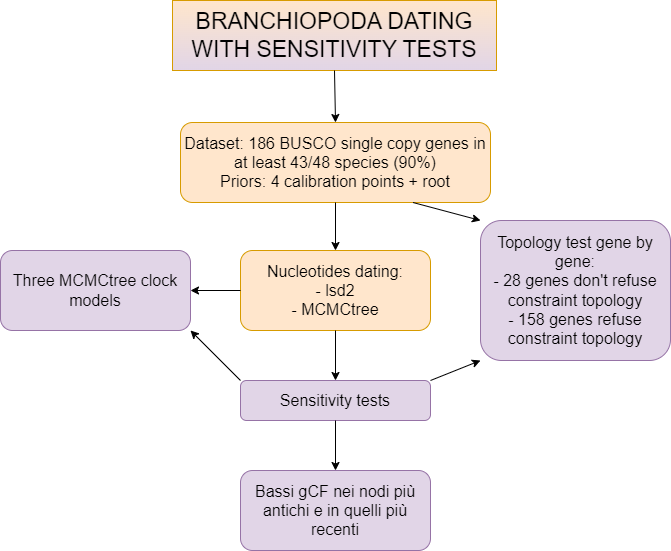 BRANCHIOPODA DATING
WITH SENSITIVITY TESTS
Dataset: 186 BUSCO single copy genes in
at least 43/48 species (90%)
Priors: 4 calibration points + root
Three MCMCtree clock
models
Nucleotides dating:
- lsd2
- MCMCtree
Topology test gene by
gene:
- 28 genes don't refuse
constraint topology
- 158 genes refuse
constraint topology
Sensitivity tests
Bassi gCF nei nodi più
antichi e in quelli più
recenti